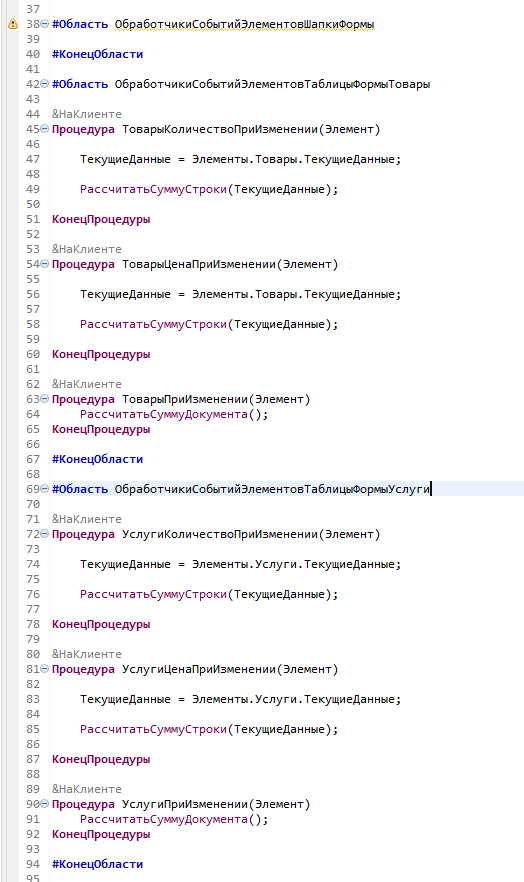 37
38 #Область ОбработчикиСобытийЭлементовШапкиФормы
39
40 #КонецОбласти
41
42 #Область ОбработчикиСобытийЭлементовТаблицыФормыТовары
43
44 &НаКлиенте
45 Процедура ТоварыКоличествоПриИзменении(Элемент)
46
47     ТекущиеДанные = Элементы.Товары.ТекущиеДанные;
48
49     РассчитатьСуммуСтроки(ТекущиеДанные);
50
51 КонецПроцедуры
52
53 &НаКлиенте
54 Процедура ТоварыЦенаПриИзменении(Элемент)
55
56     ТекущиеДанные = Элементы.Товары.ТекущиеДанные;
57
58     РассчитатьСуммуСтроки(ТекущиеДанные);
59
60 КонецПроцедуры
61
62 &НаКлиенте
63 Процедура ТоварыПриИзменении(Элемент)
64     РассчитатьСуммуДокумента();
65 КонецПроцедуры
66
67 #КонецОбласти
68
69 #Область ОбработчикиСобытийЭлементовТаблицыФормыУслуги
70
71 &НаКлиенте
72 Процедура УслугиКоличествоПриИзменении(Элемент)
73
74     ТекущиеДанные = Элементы.Услуги.ТекущиеДанные;
75
76     РассчитатьСуммуСтроки(ТекущиеДанные);
77
78 КонецПроцедуры
79
80 &НаКлиенте
81 Процедура УслугиЦенаПриИзменении(Элемент)
82
83     ТекущиеДанные = Элементы.Услуги.ТекущиеДанные;
84
85     РассчитатьСуммуСтроки(ТекущиеДанные);
86
87 КонецПроцедуры
88
89 &НаКлиенте
90 Процедура УслугиПриИзменении(Элемент)
91     РассчитатьСуммуДокумента();
92 КонецПроцедуры
93
94 #КонецОбласти
95